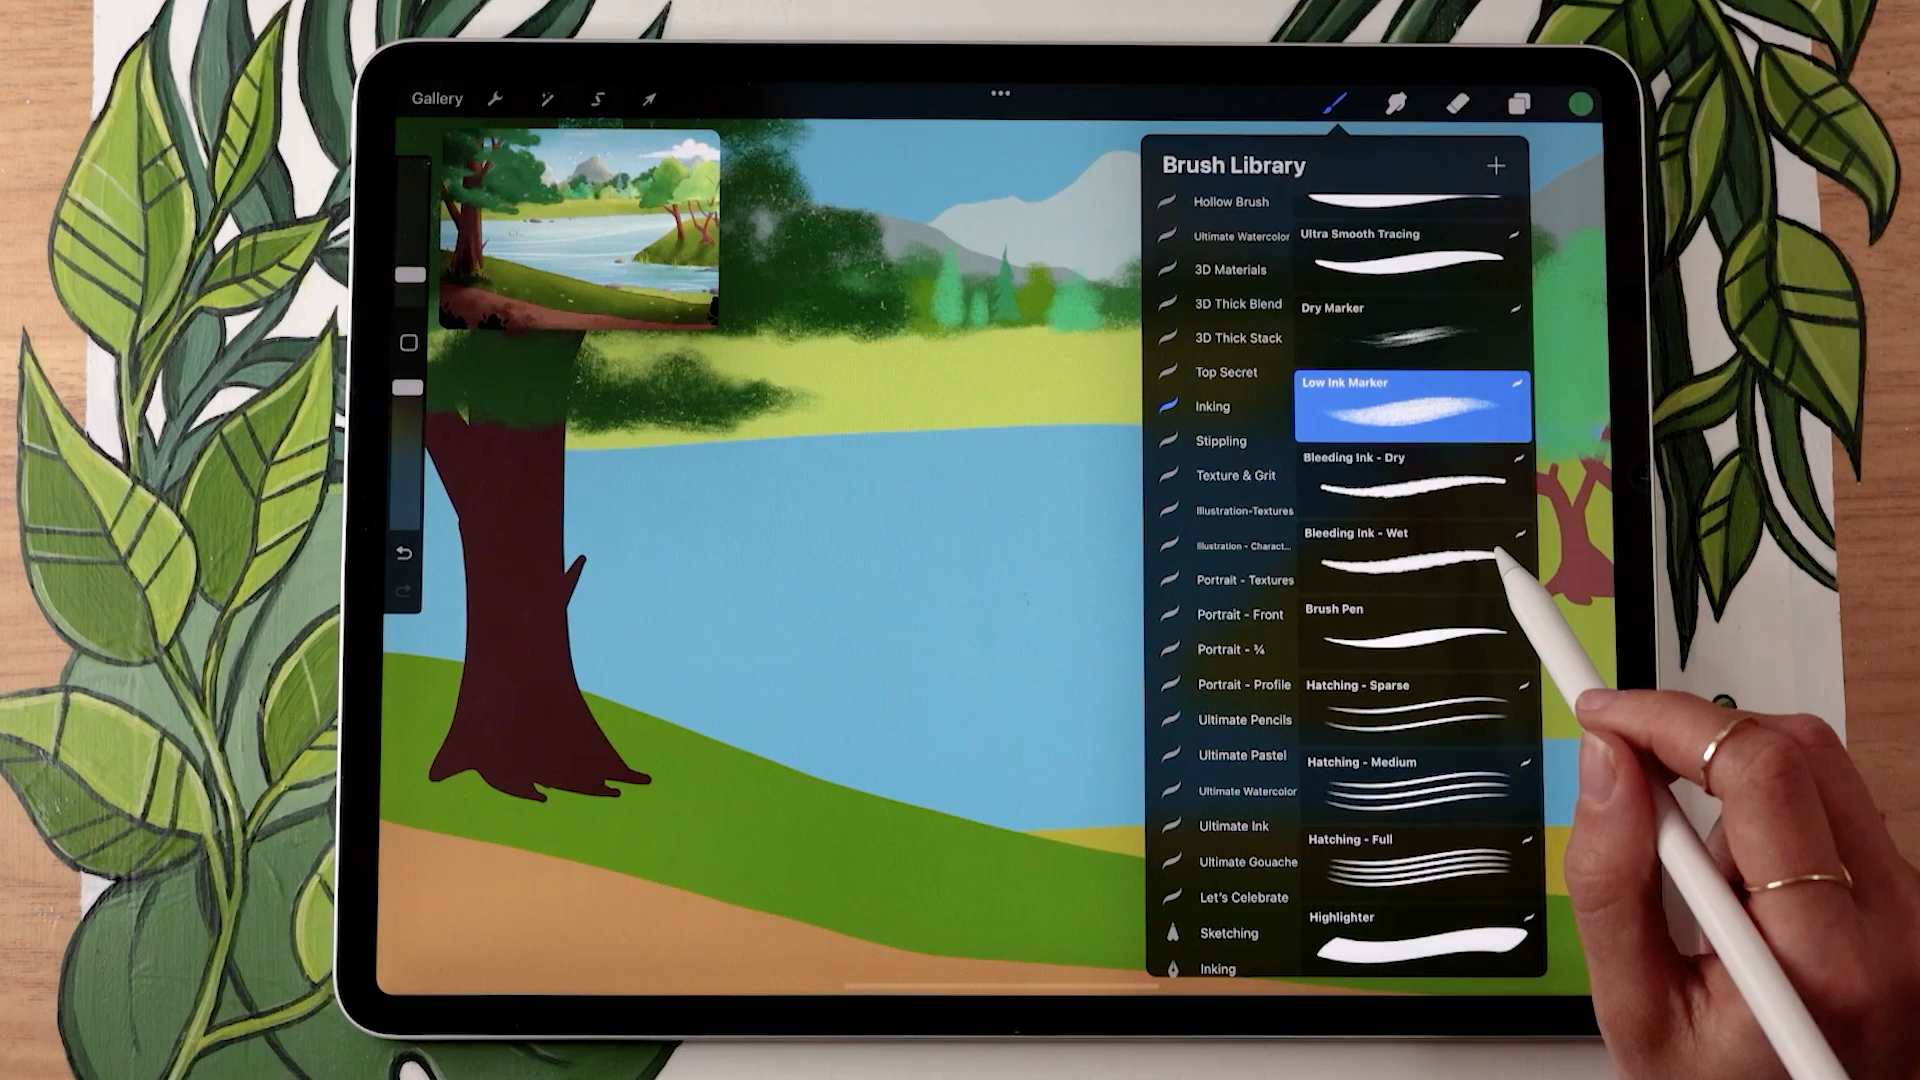 Gallery
Brush Library
Hollow Brush
Ultimate Watercolor
3D Materials
3D Thick Blend
3D Thick Stack
Top Secret
Inking
Stippling
Texture & Grit
Illustration-Textures
Illustration - Charact...
Portrait - Textures
Portrait - Front
Portrait - ¾
Portrait - Profile
Ultimate Pencils
Ultimate Pastel
Ultimate Watercolor
Ultimate Ink
Ultimate Gouache
Let's Celebrate
Sketching
Inking
Ultra Smooth Tracing
Dry Marker
Low Ink Marker
Bleeding Ink - Dry
Bleeding Ink - Wet
Brush Pen
Hatching - Sparse
Hatching - Medium
Hatching - Full
Highlighter